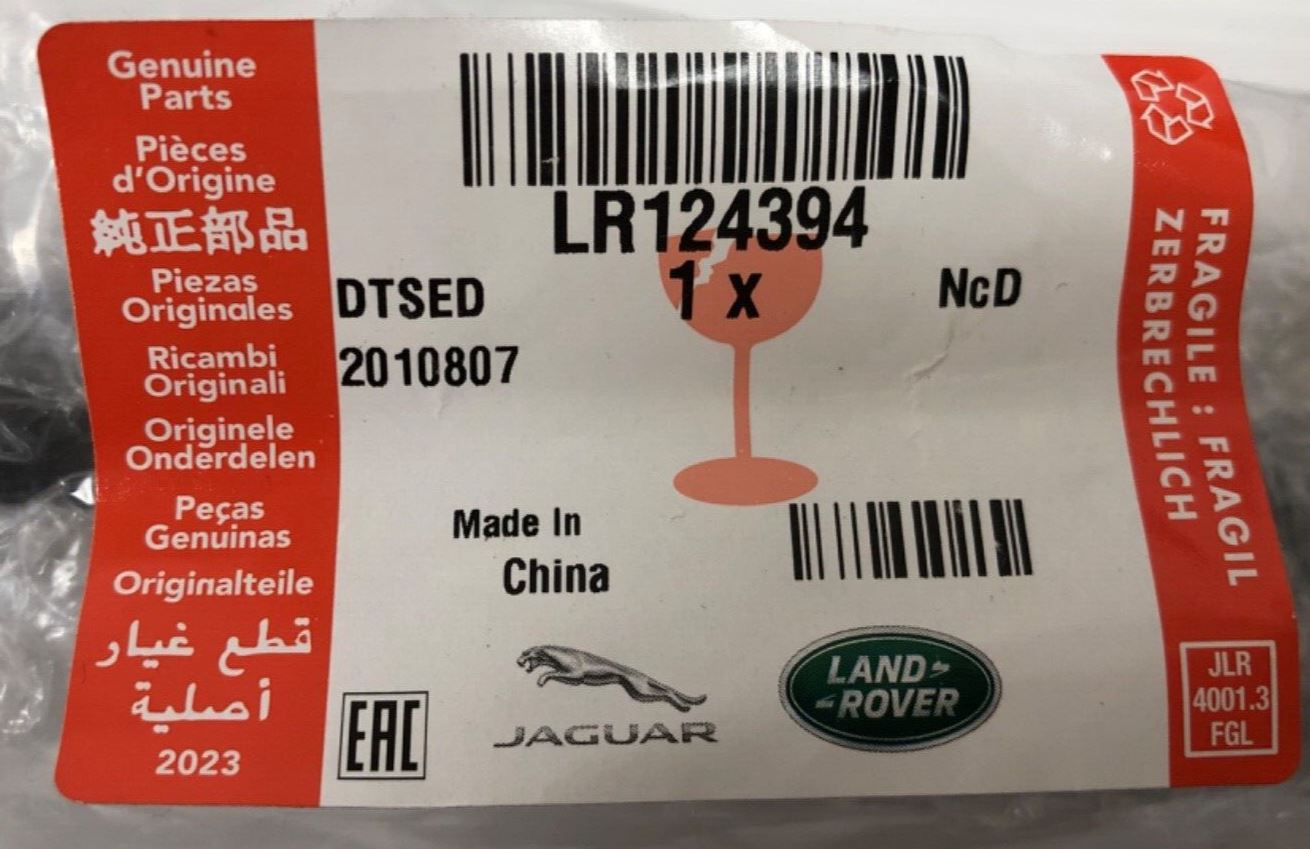 Genuine
Parts
Pièces
d'Origine
純正部品
Piezas
Originales
Ricambi
Originali
Originele
Onderdelen
Peças
Genuinas
Originalteile
قطع غيار
أصلية
2023
LR124394
DTSED
1 x
NcD
2010807
Made In
China
EAC
JAGUAR
LAND
ROVER
FRAGILE : FRAGIL
ZERBRECHLICH
JLR
4001.3
FGL